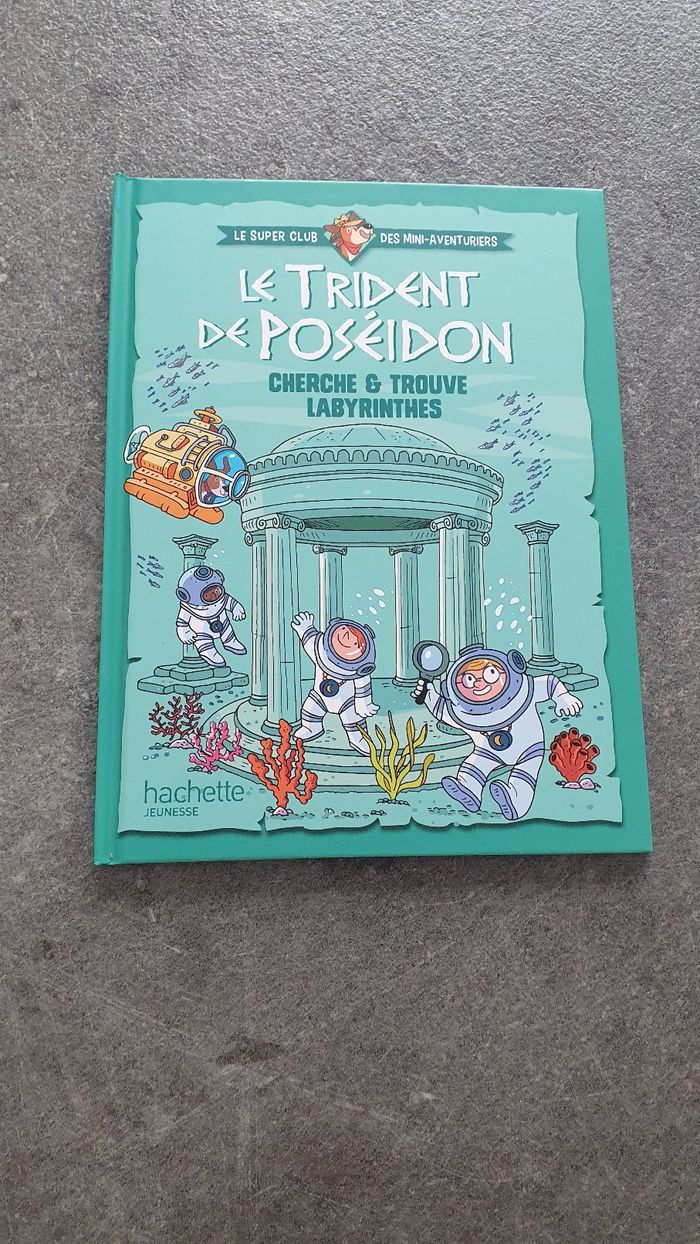 LE SUPER CLUB DES MINI-AVENTURIERS
LE TRIDENT
DE POSÉIDON
CHERCHE & TROUVE
LABYRINTHES
hachette
JEUNESSE